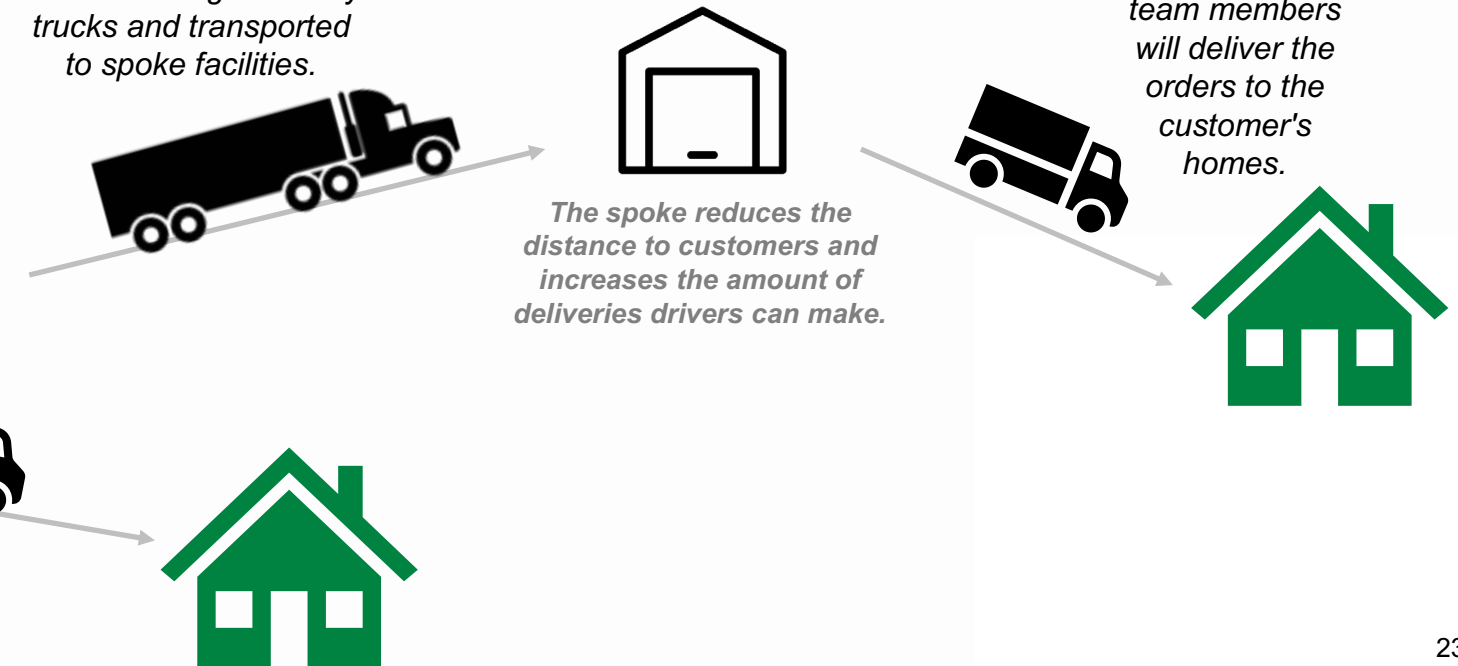 trucks and transported
to spoke facilities.
team members
will deliver the
orders to the
customer's
homes.
The spoke reduces the
distance to customers and
increases the amount of
deliveries drivers can make.
23